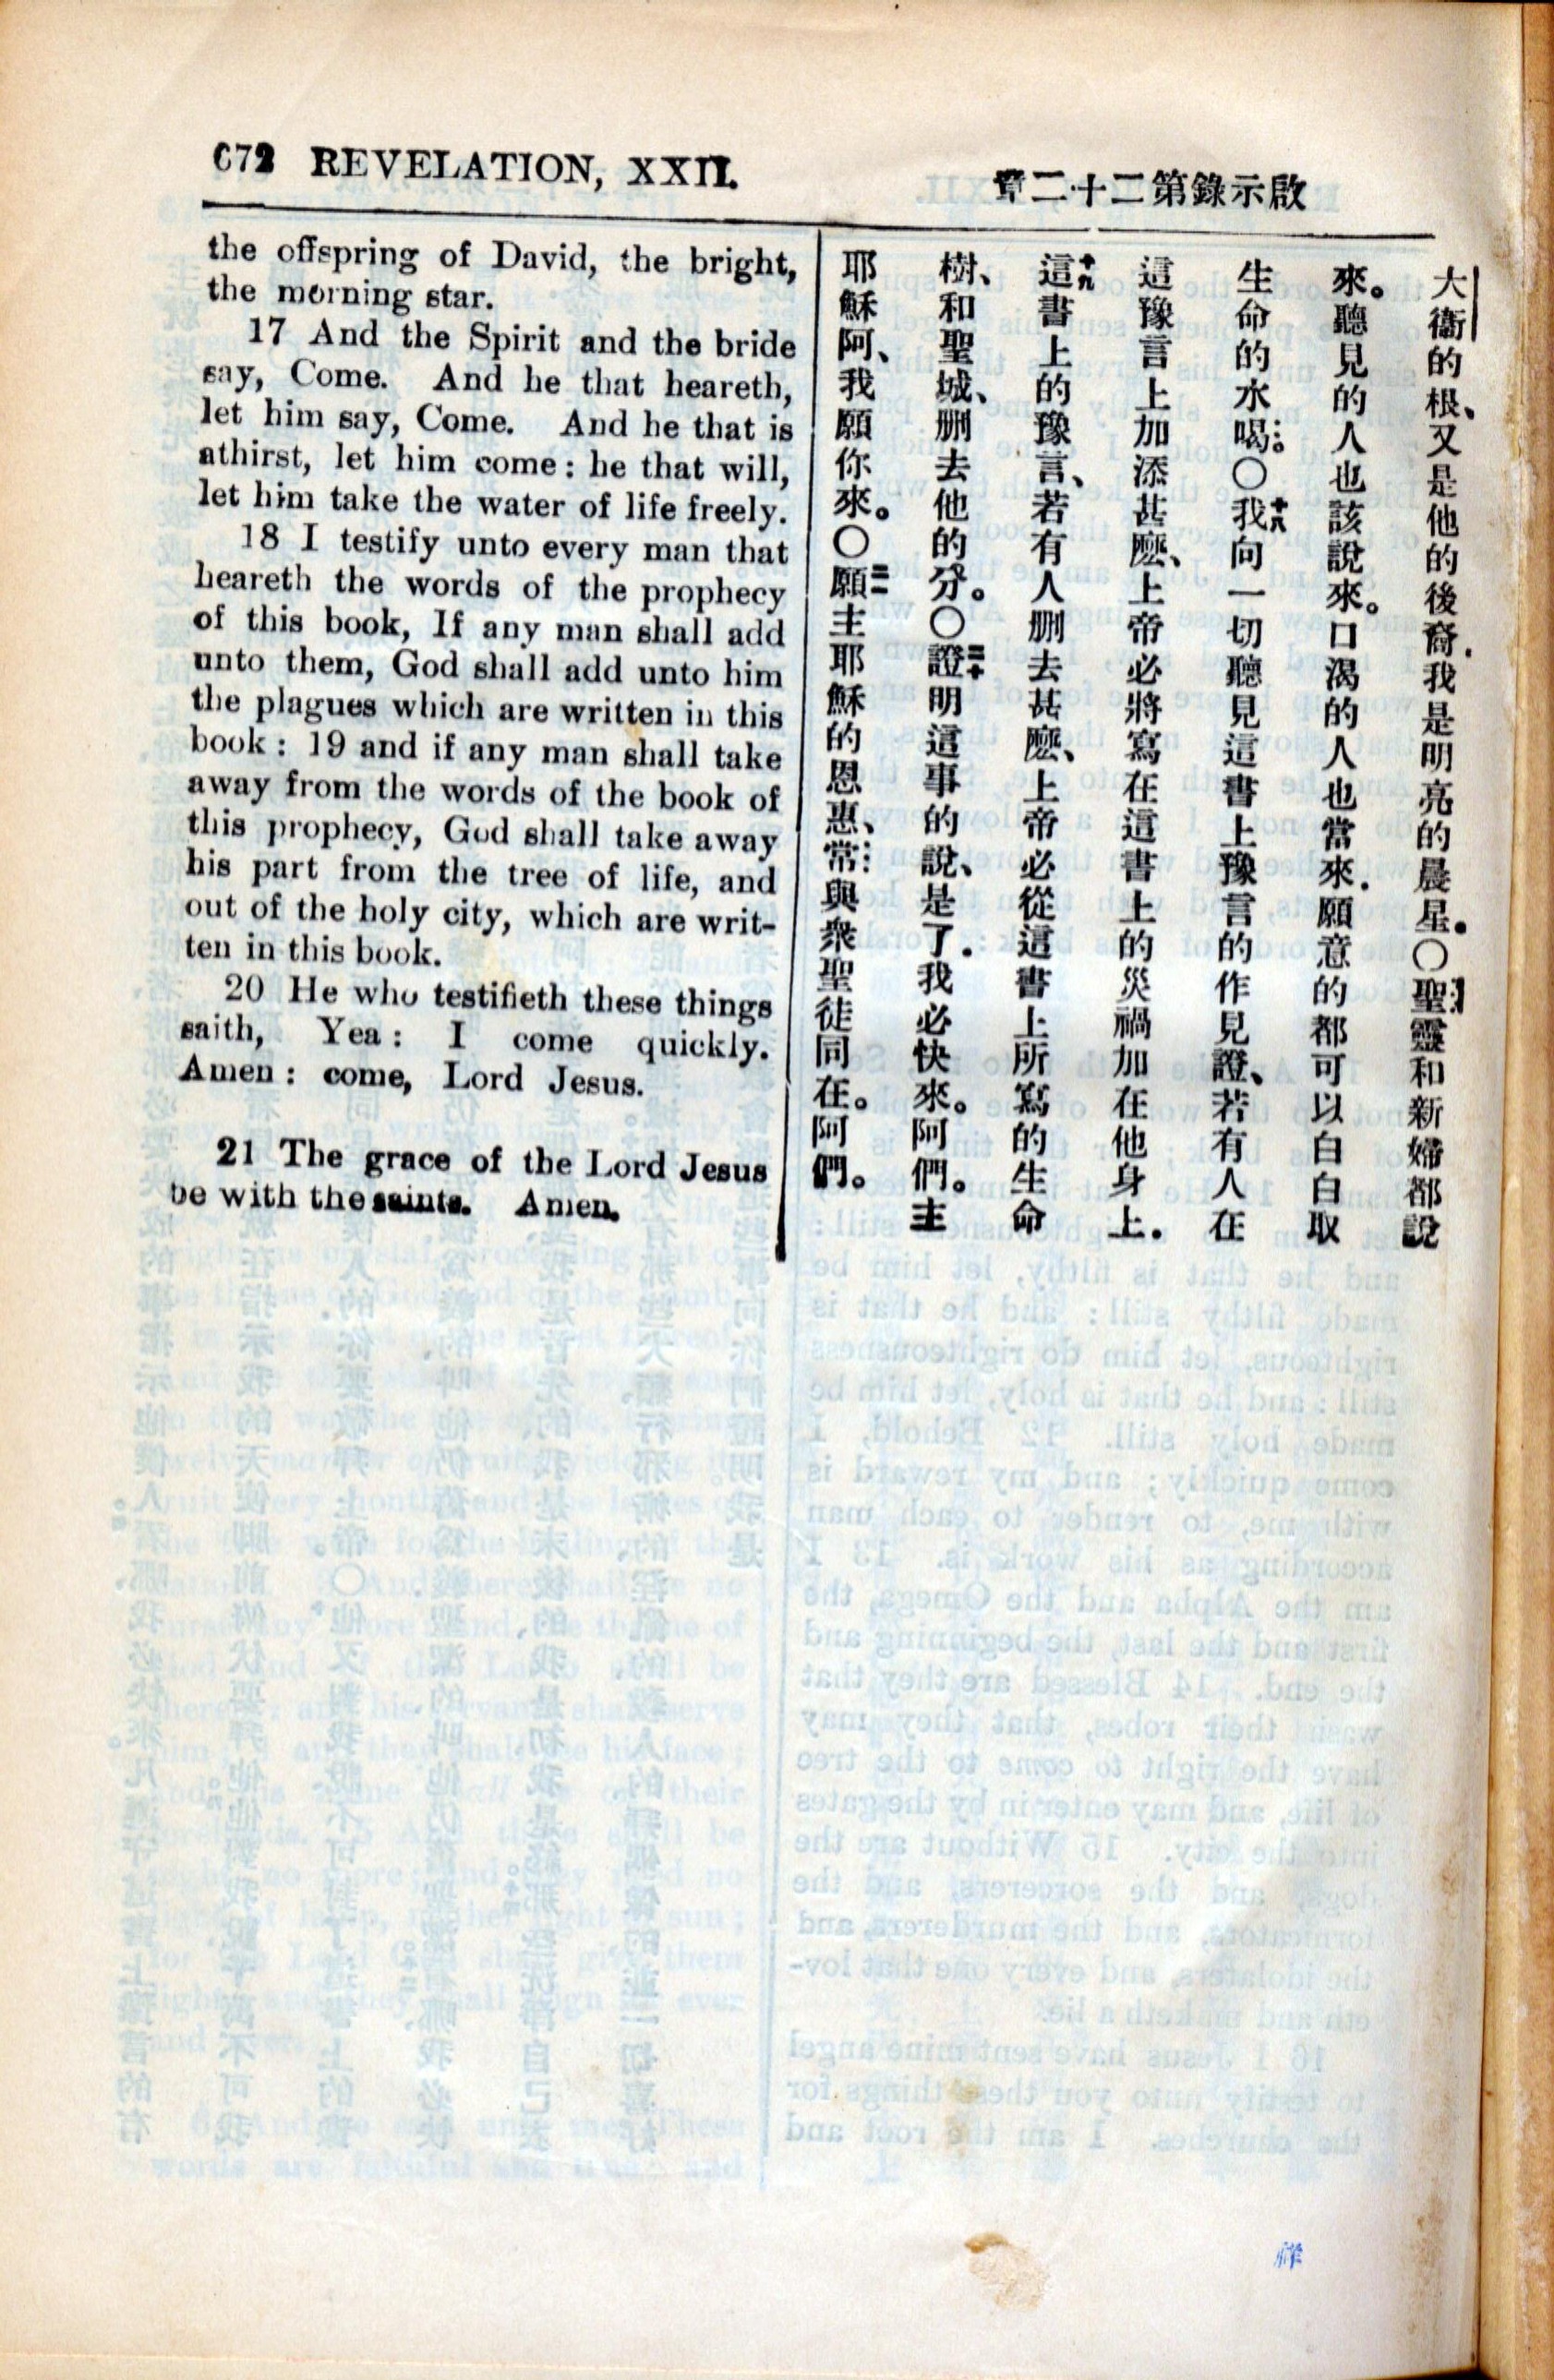 672 REVELATION, XXII.
啟示錄第二十二章
the offspring of David, the bright,
the morning star.
17 And the Spirit and the bride
say, Come. And he that heareth,
let him say, Come. And he that is
athirst, let him come: he that will,
let him take the water of life freely.
18 I testify unto every man that
heareth the words of the prophecy
of this book, If any man shall add
unto them, God shall add unto him
the plagues which are written in this
book: 19 and if any man shall take
away from the words of the book of
this prophecy, God shall take away
his part from the tree of life, and
out of the holy city, which are writ-
ten in this book.
20 He who testifieth these things
saith, Yea: I come quickly.
Amen: come, Lord Jesus.
21 The grace of the Lord Jesus
be with the saints. Amen.
大衞的根、又是他的後裔.我是明亮的晨星.〇聖靈和新婦都說
來。聽見的人也該說來。口渴的人也當來.願意的都可以白白取
生命的水喝〇十八我向一切聽見這書上豫言的作見證、若有人在
這豫言上加添甚麼、上帝必將寫在這書上的災禍加在他身上.
十九這書上的豫言、若有人刪去甚麼、上帝必從這書上所寫的生命
樹、和聖城、刪去他的分。〇二十證明這事的說、是了.我必快來。阿們。主
耶穌阿、我願你來。〇願主耶穌的恩惠、常與衆聖徒同在。阿們。